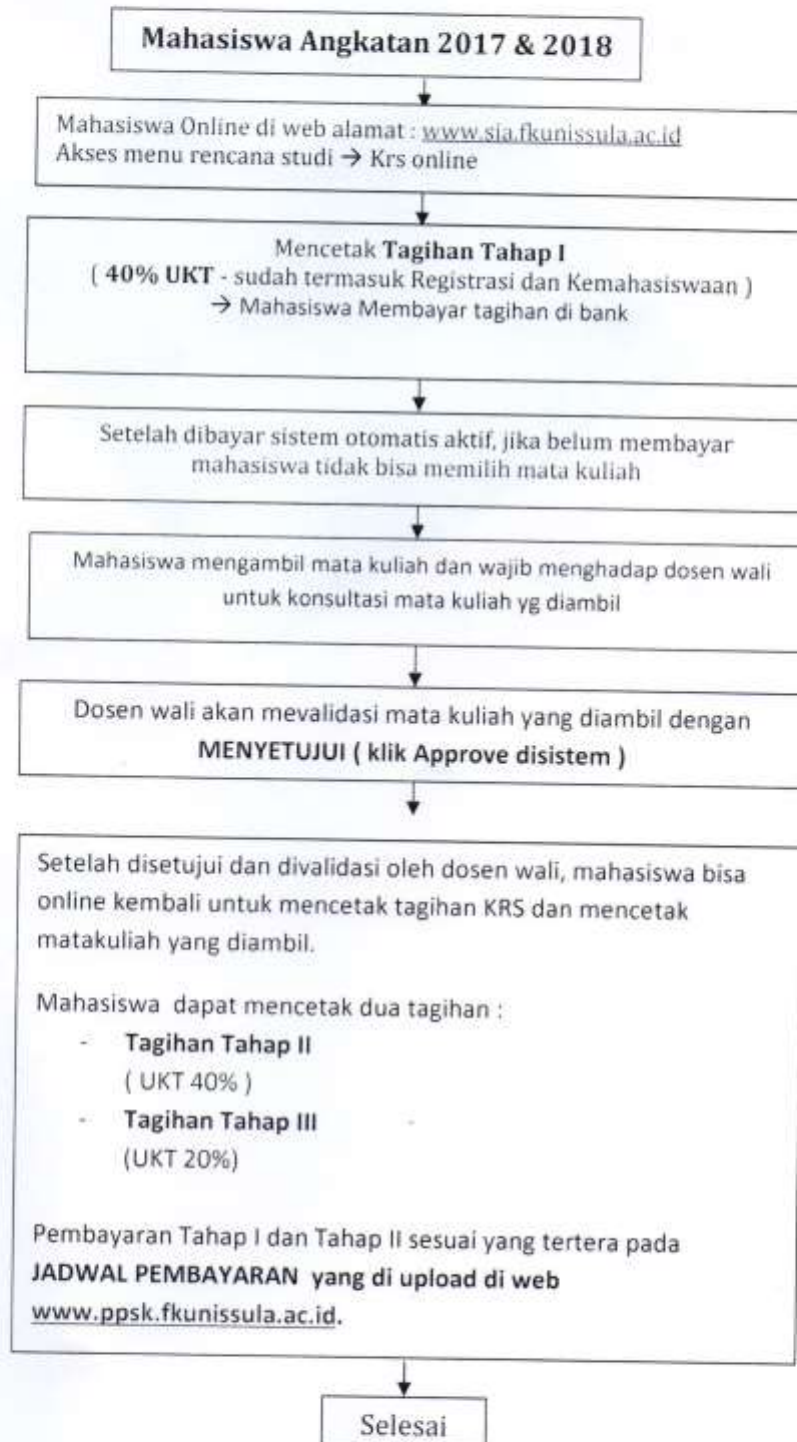 Mahasiswa Angkatan 2017 & 2018
Mahasiswa Online di web alamat : www.sia.fkunissula.ac.id
Akses menu rencana studi → Krs online
Mencetak Tagihan Tahap I
( 40% UKT - sudah termasuk Registrasi dan Kemahasiswaan )
→ Mahasiswa Membayar tagihan di bank
Setelah dibayar sistem otomatis aktif, jika belum membayar
mahasiswa tidak bisa memilih mata kuliah
Mahasiswa mengambil mata kuliah dan wajib menghadap dosen wali
untuk konsultasi mata kuliah yg diambil
Dosen wali akan mevalidasi mata kuliah yang diambil dengan
MENYETUJUI ( klik Approve disistem )
Setelah disetujui dan divalidasi oleh dosen wali, mahasiswa bisa
online kembali untuk mencetak tagihan KRS dan mencetak
matakuliah yang diambil.
Mahasiswa dapat mencetak dua tagihan :
- Tagihan Tahap II
( UKT 40% )
- Tagihan Tahap III
(UKT 20%)
Pembayaran Tahap I dan Tahap II sesuai yang tertera pada
JADWAL PEMBAYARAN yang di upload di web
www.ppsk.fkunissula.ac.id.
Selesai